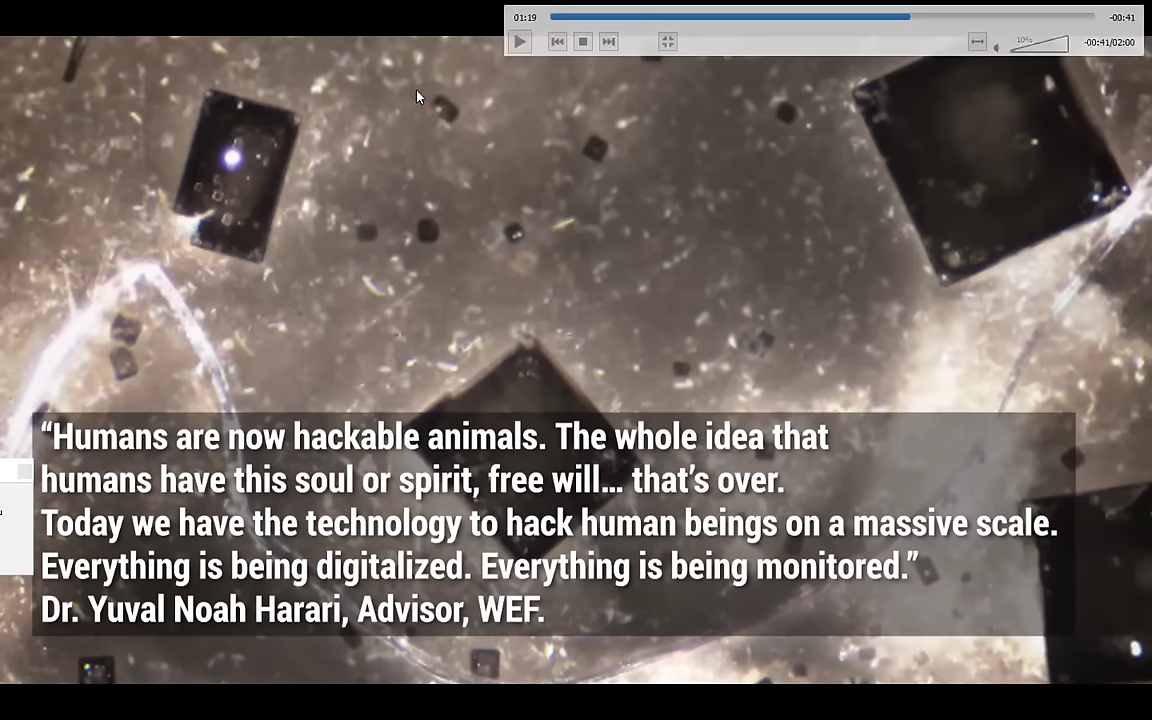 01:19
-00:41
10%
-00:41/02:00
“Humans are now hackable animals. The whole idea that
humans have this soul or spirit, free will... that’s over.
Today we have the technology to hack human beings on a massive scale.
Everything is being digitalized. Everything is being monitored.”
Dr. Yuval Noah Harari, Advisor, WEF.